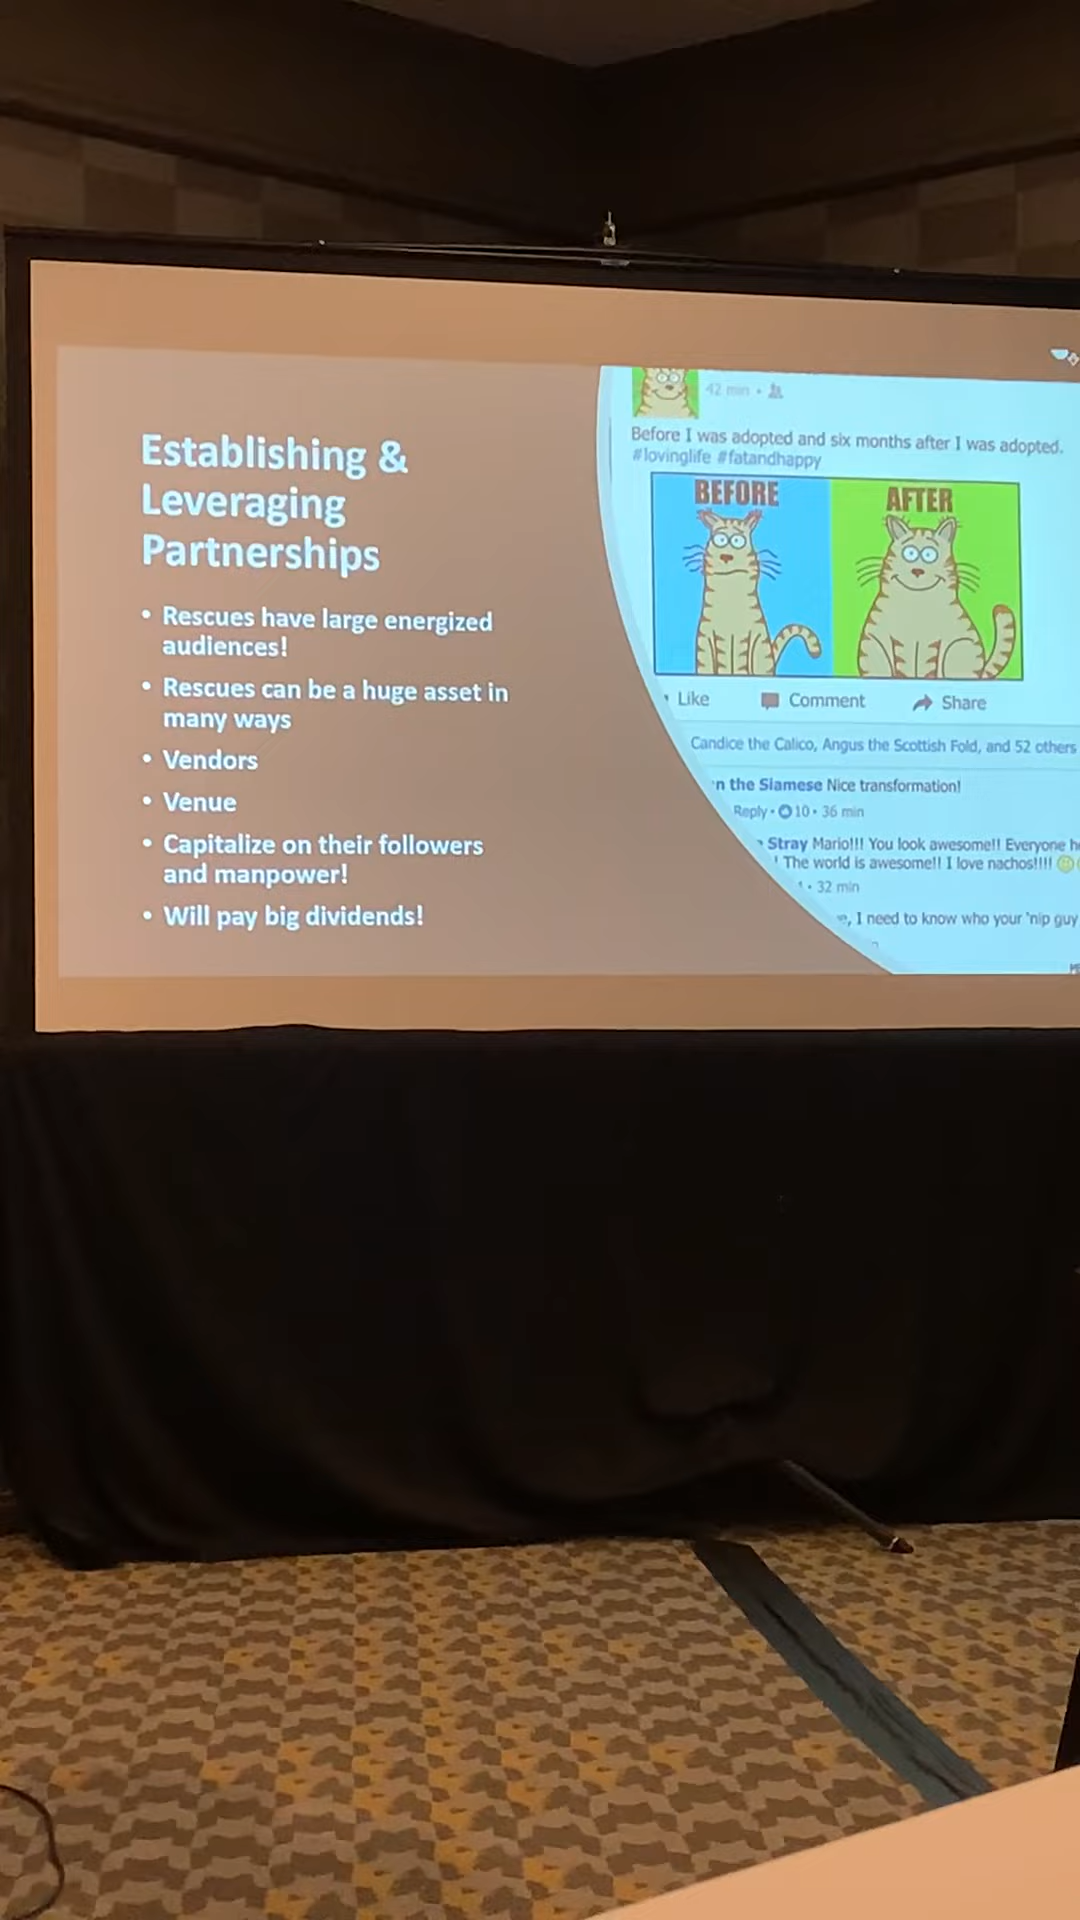 Establishing &
Leveraging
Partnerships
• Rescues have large energized
audiences!
• Rescues can be a huge asset in
many ways
• Vendors
• Venue
• Capitalize on their followers
and manpower!
• Will pay big dividends!
42 min
Before I was adopted and six months after I was adopted.
#lovinglife #fatandhappy
BEFORE
AFTER
Like Comment Share
Candice the Calico, Angus the Scottish Fold, and 52 others
the Siamese Nice transformation!
Reply • 10 • 36 min
Stray Mario!!! You look awesome!! Everyone
! The world is awesome!! I love nachos!!!!
• 32 min
, I need to know who your 'nip guy